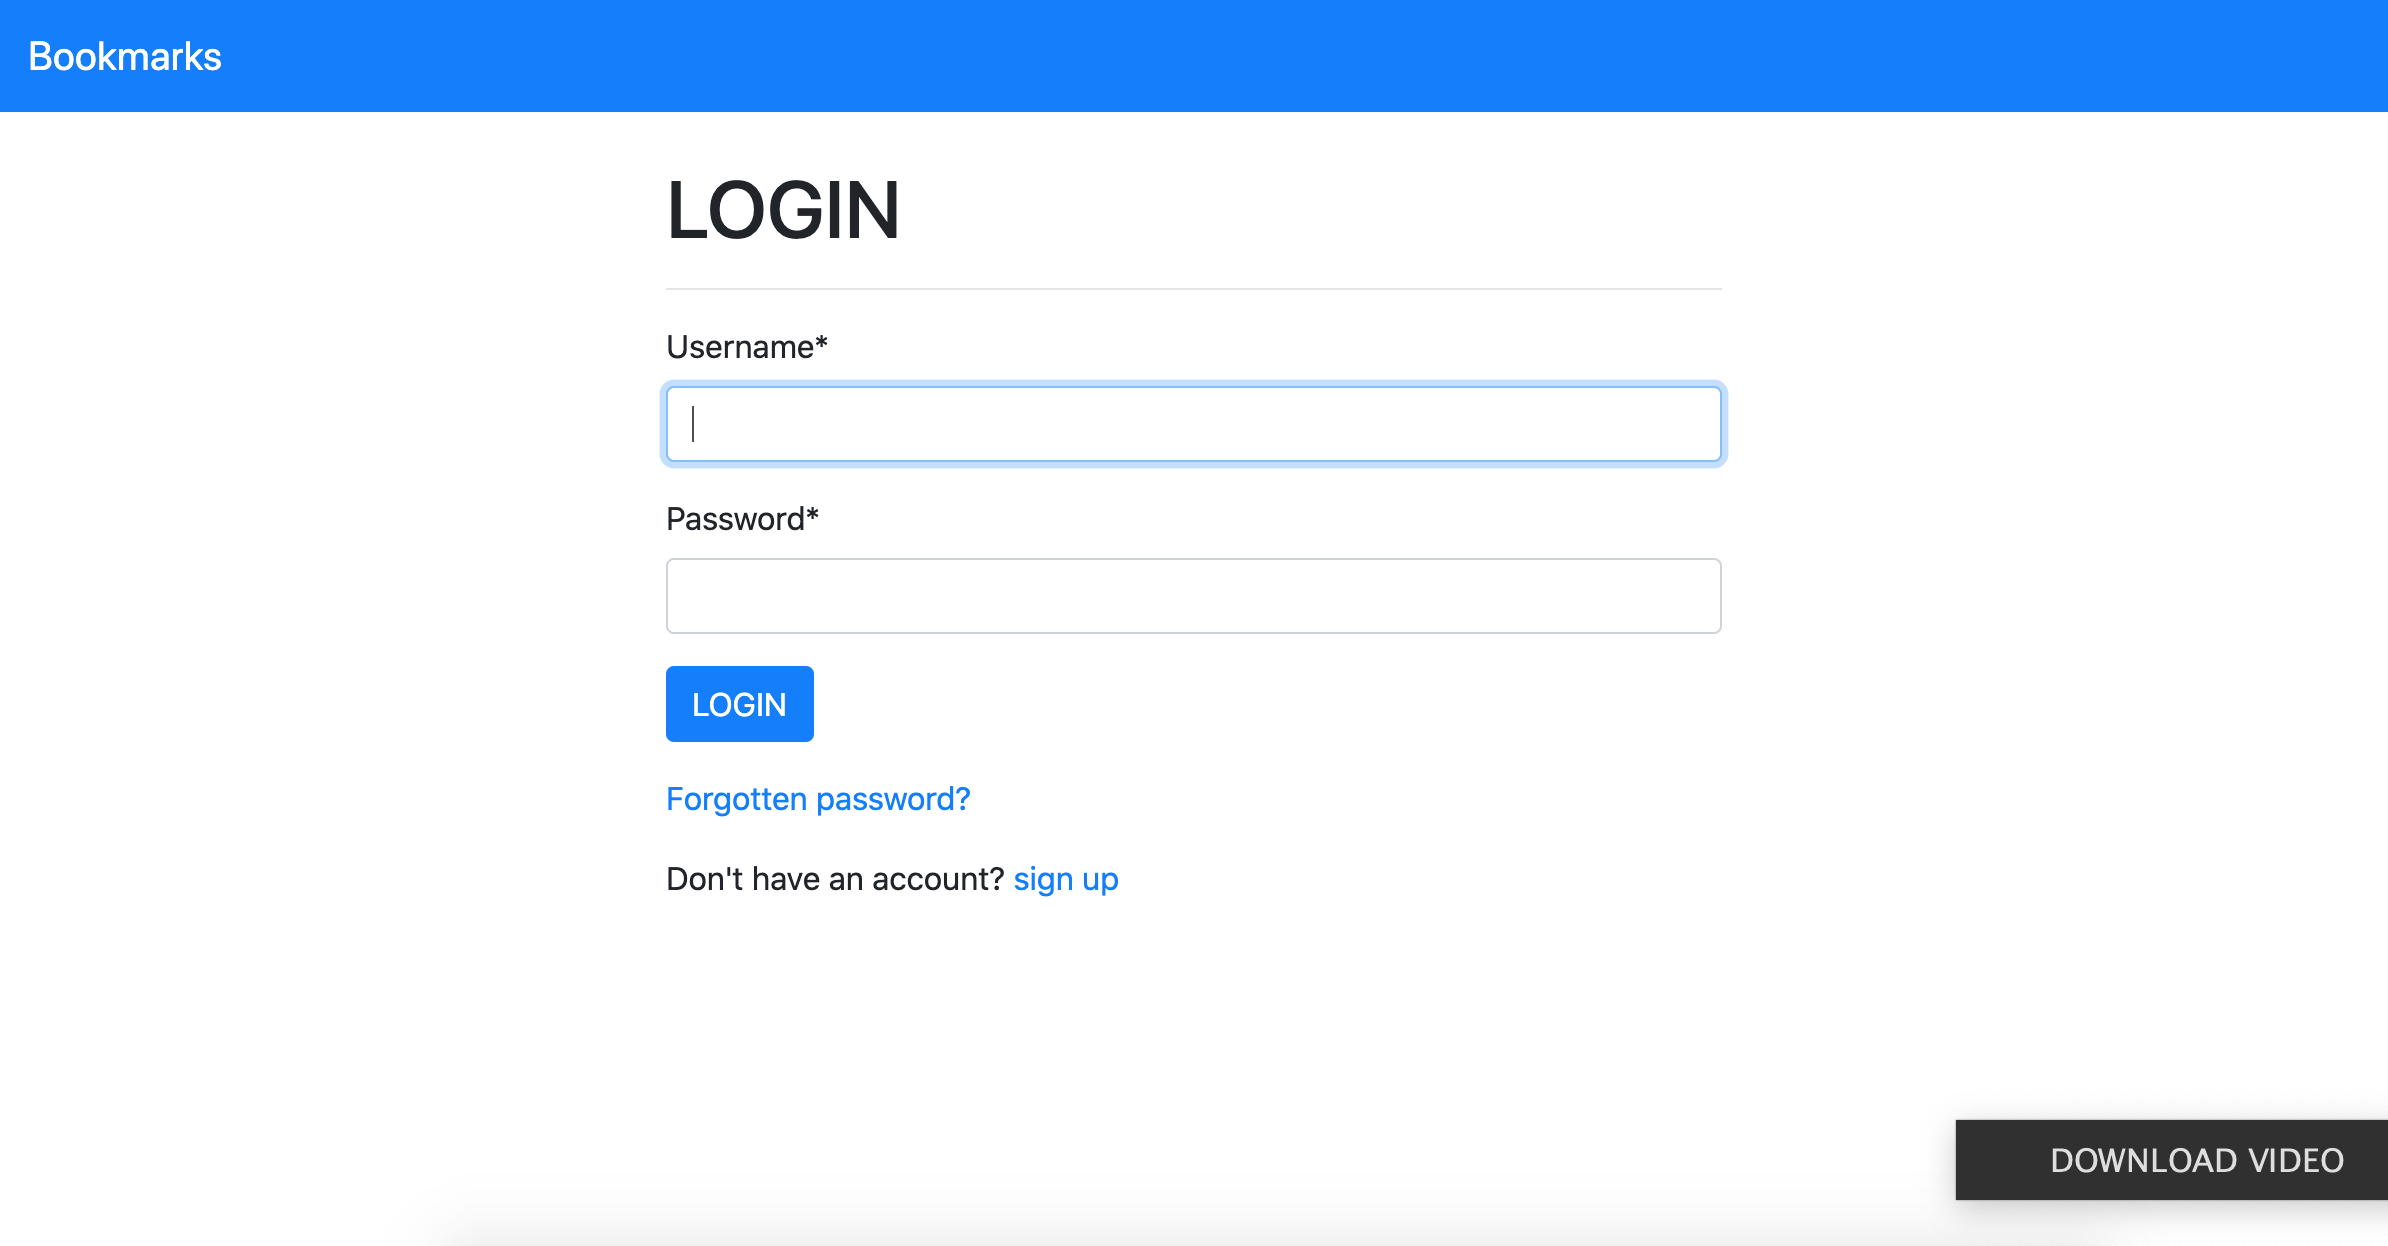 Bookmarks
LOGIN
Username*
Password*
LOGIN
Forgotten password?
Don't have an account? sign up
DOWNLOAD VIDEO